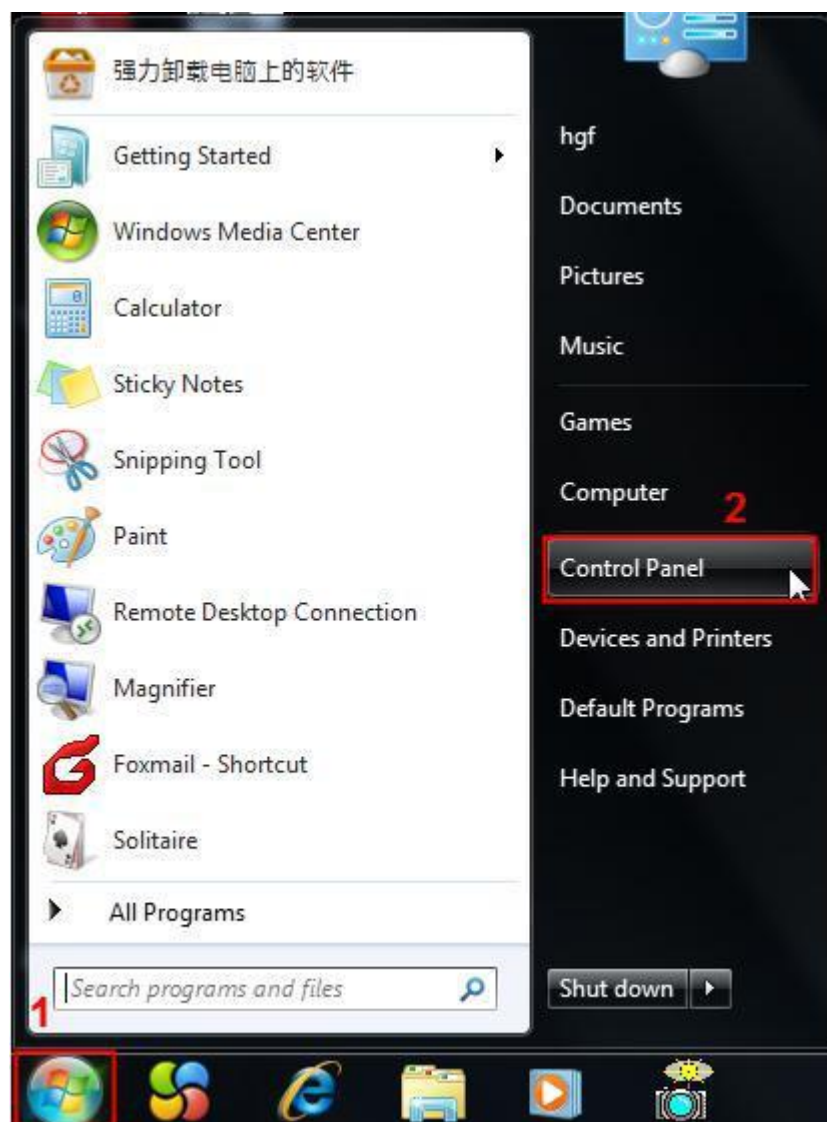 强力卸载电脑上的软件
Getting Started
Windows Media Center
Calculator
Sticky Notes
Snipping Tool
Paint
Remote Desktop Connection
Magnifier
Foxmail - Shortcut
Solitaire
All Programs
Search programs and files
1
hgf
Documents
Pictures
Music
Games
Computer
2
Control Panel
Devices and Printers
Default Programs
Help and Support
Shut down